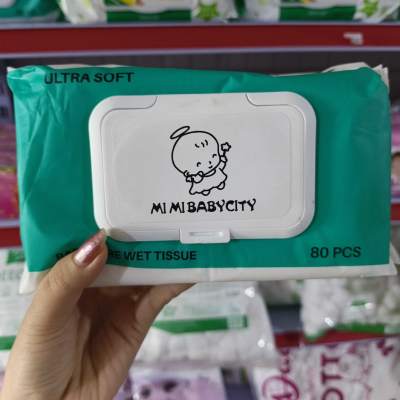 ULTRA SOFT
MI MI BABYCITY
WET TISSUE
80 PCS